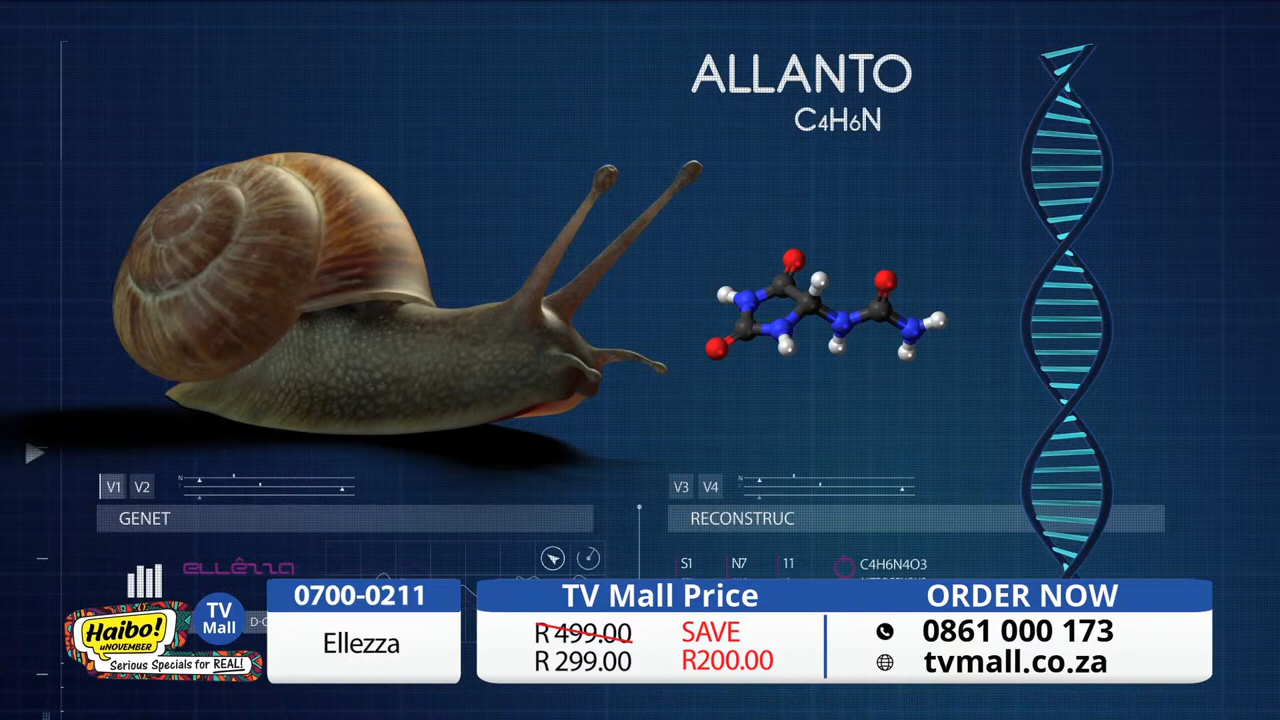 ALLANTO
C4H6N
V1 V2
N
V3 V4
N
GENET
RECONSTRUC
ellêzza
S1 N7 11 C4H6N4O3
D-C
Haibo!
uNOVEMBER
Serious Specials for REAL!
TV
Mall
0700-0211
Ellezza
TV Mall Price
R 499.00 SAVE
R 299.00 R200.00
ORDER NOW
0861 000 173
tvmall.co.za